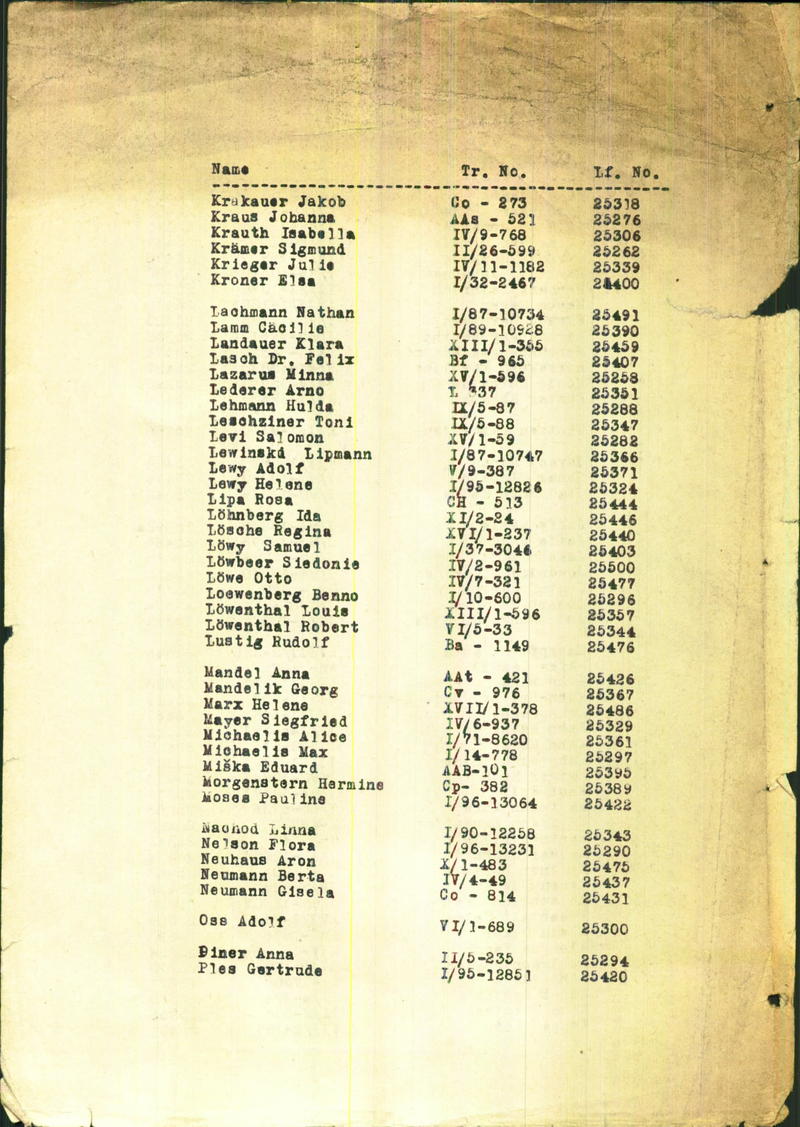 Name Tr. No. Lf. No.
Krakauer Jakob Co - 273 25318
Kraus Johanna AAs - 521 25276
Krauth Isabella IV/9-768 25306
Krämer Sigmund II/26-599 25262
Krieger Julie IV/11-1182 25339
Kroner Elsa I/32-2467 24400
Lachmann Nathan I/87-10734 25491
Lamm Cäcilie I/89-10928 25390
Landauer Klara XIII/1-355 25459
Lasch Dr. Felix Bf - 965 25407
Lazarus Minna XV/1-596 25258
Lederer Arno L 25351
Lehmann Hulda IX/5-87 25288
Leschziner Toni IX/5-88 25347
Levi Salomon XV/1-59 25282
Lewinski Lipmann I/87-10747 25366
Lewy Adolf V/9-387 25371
Lewy Helene I/95-12826 25324
Lipa Rosa CH - 513 25444
Löhnberg Ida XI/2-24 25446
Lösche Regina XVI/1-237 25440
Löwy Samuel I/37-3046 25403
Löwbeer Siedonie IV/2-961 25500
Löwe Otto IV/7-321 25477
Loewenberg Benno I/10-600 25296
Löwenthal Louis XIII/1-596 25357
Löwenthal Robert VI/5-33 25344
Lustig Rudolf Ba - 1149 25476
Mandel Anna AAt - 421 25426
Mandelik Georg Cv - 976 25367
Marx Helene XVII/1-378 25486
Mayer Siegfried IV/6-937 25329
Michaelis Alice I/71-8620 25361
Michaelis Max I/14-778 25297
Miška Eduard AAB-101 25395
Morgenstern Hermine Cp- 382 25389
Moses Pauline I/96-13064 25422
Nachod Linna I/90-12258 25343
Nelson Flora I/96-13231 25290
Neuhaus Aron X/1-483 25475
Neumann Berta IV/4-49 25437
Neumann Gisela Co - 814 25431
Oss Adolf VI/1-689 25300
Piner Anna II/5-235 25294
Ples Gertrude I/95-12851 25420